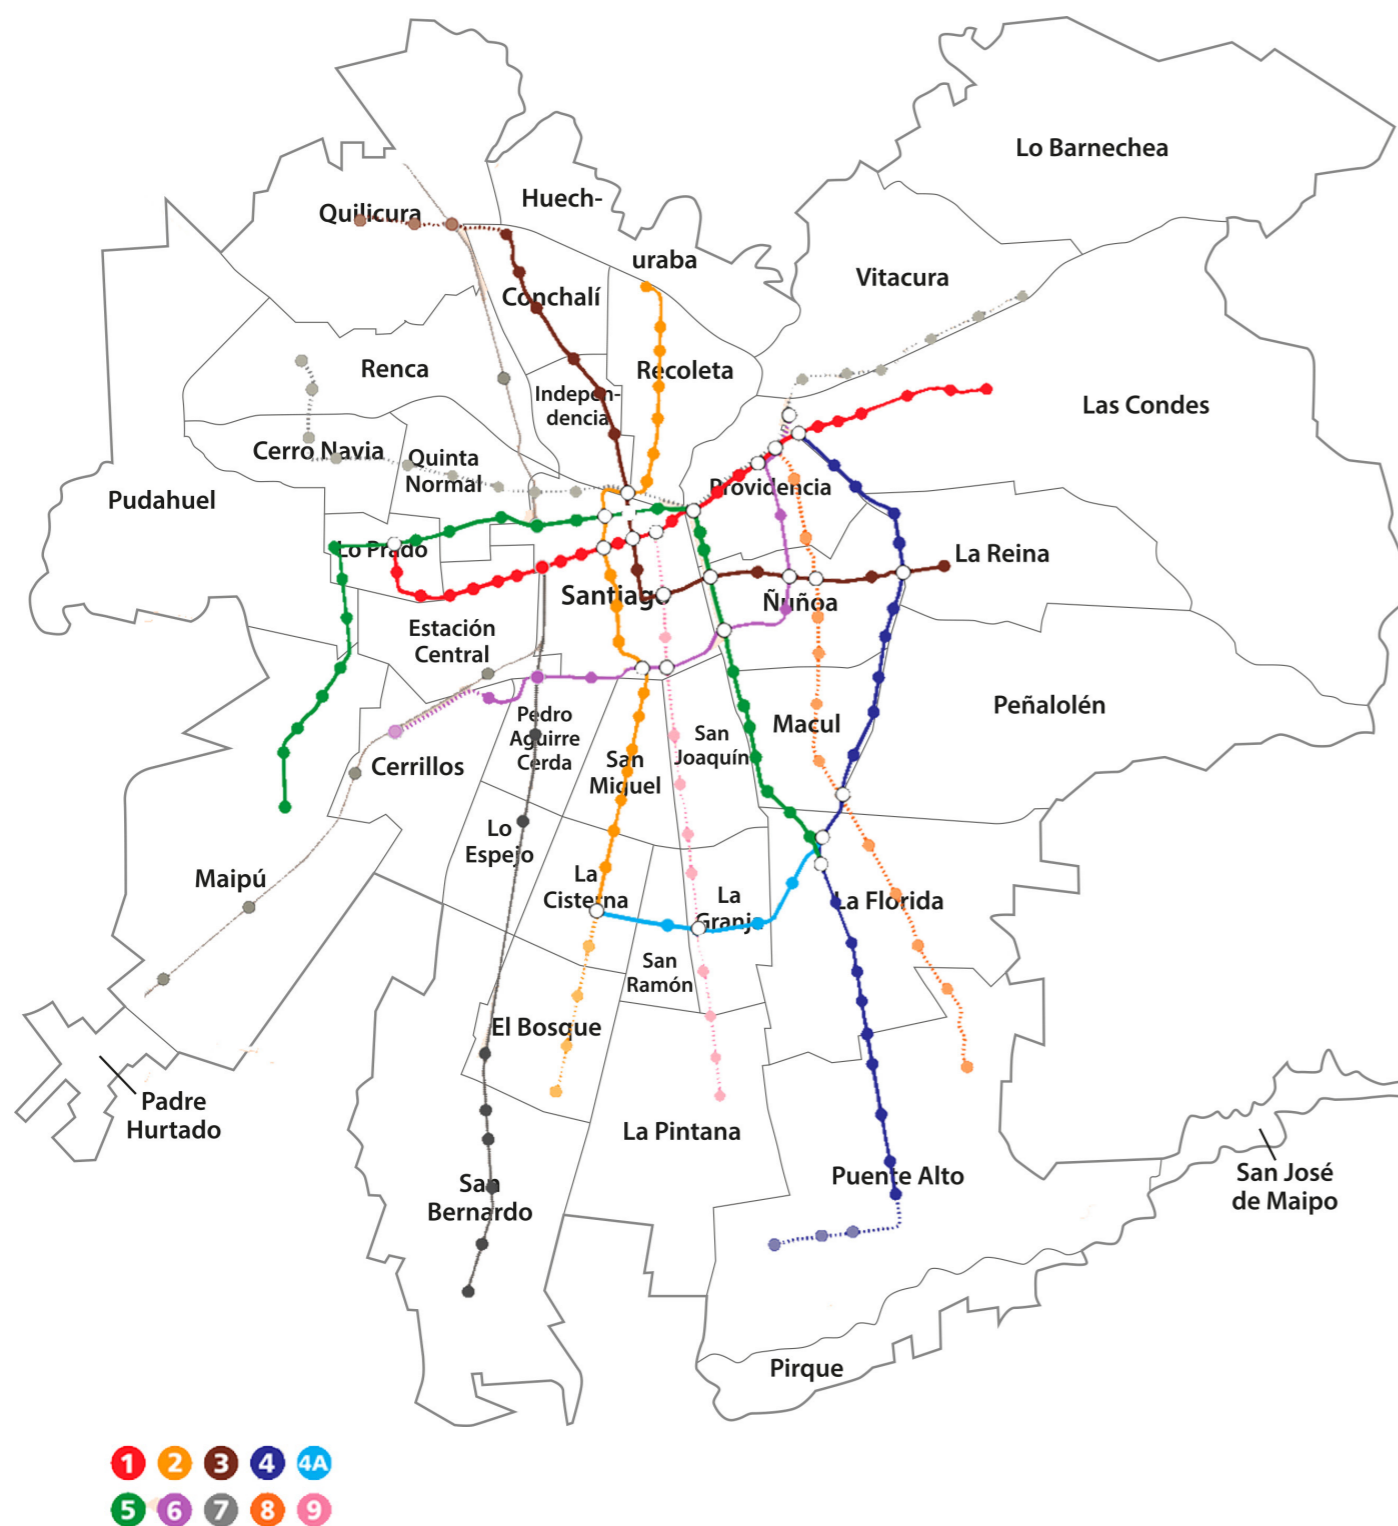 Lo Barnechea
Huech-
Quilicura
uraba
Vitacura
Conchalí
Renca
Recoleta
Indepen-
dencia
Las Condes
Cerro Navia
Quinta
Normal
Providencia
Pudahuel
Lo Prado
La Reina
Santiago
Ñuñoa
Estación
Central
Peñalolén
Pedro
Aguirre
Cerda
Macul
San
Joaquín
Cerrillos
San
Miguel
Lo
Espejo
Maipú
La
Cisterna
La
Granja
La Florida
San
Ramón
El Bosque
Padre
Hurtado
La Pintana
Puente Alto
San José
de Maipo
San
Bernardo
Pirque
1 2 3 4 4A
5 6 7 8 9